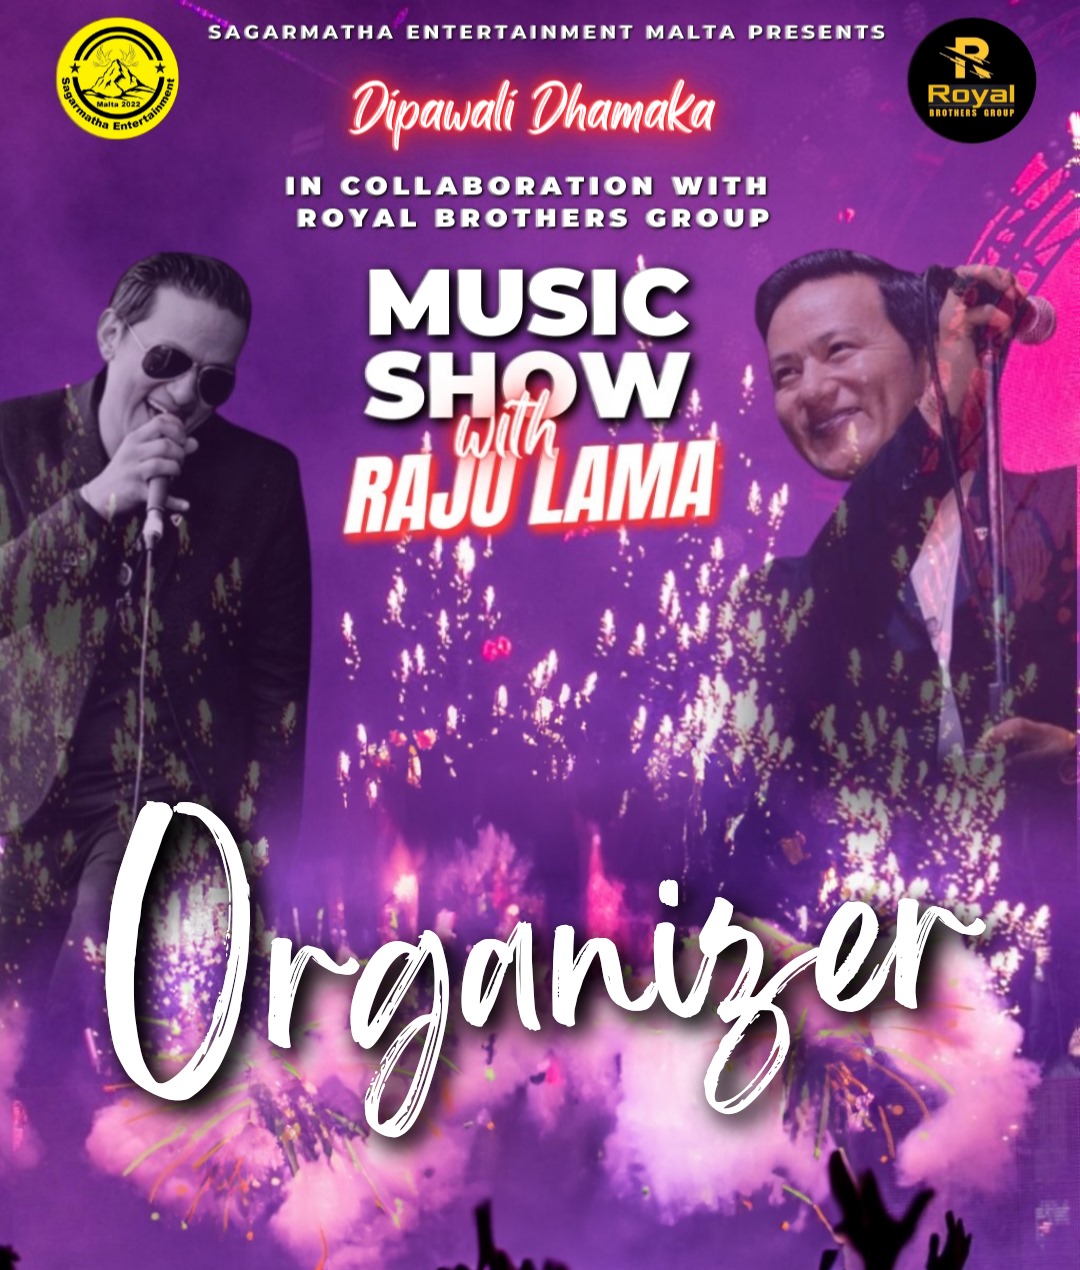 SAGARMATHA ENTERTAINMENT MALTA PRESENTS
Malta 2022
Sagarmatha Entertainment
R
Royal
BROTHERS GROUP
Dipawali Dhamaka
IN COLLABORATION WITH
ROYAL BROTHERS GROUP
MUSIC
SHOW
with
RAJU LAMA
Organizer